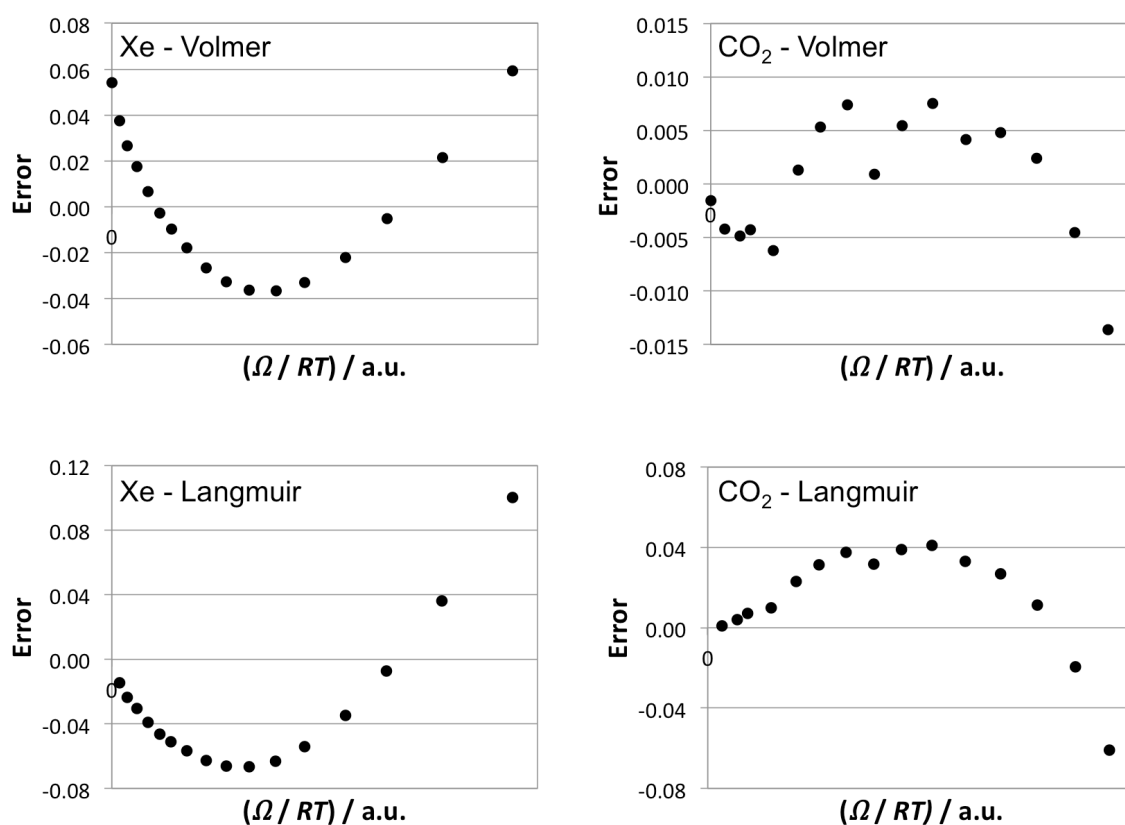 Xe - Volmer
0.08
0.06
0.04
0.02
0.00
-0.02
-0.04
-0.06
0
Error
(Ω / RT) / a.u.
CO2 - Volmer
0.015
0.010
0.005
0.000
-0.005
-0.010
-0.015
0
Error
(Ω / RT) / a.u.
Xe - Langmuir
0.12
0.08
0.04
0.00
-0.04
-0.08
0
Error
(Ω / RT) / a.u.
CO2 - Langmuir
0.08
0.04
0.00
-0.04
-0.08
0
Error
(Ω / RT) / a.u.